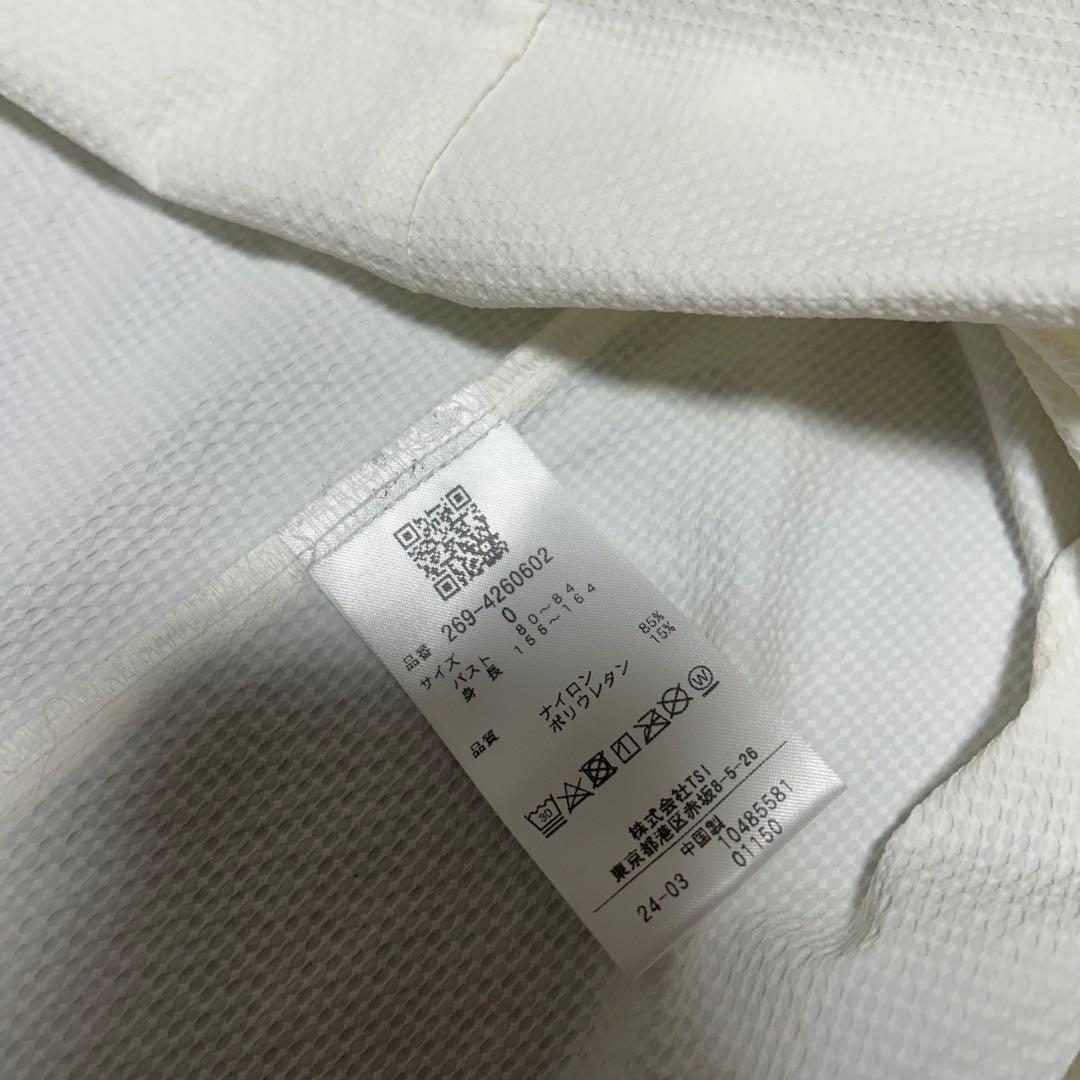 品番 269-4260602
サイズ 0
バスト 80～84
身長 156～164
品質 ナイロン 85%
ポリウレタン 15%
30 W
株式会社TSI
東京都港区赤坂8-5-26
中国製
24-03 10485581
01150